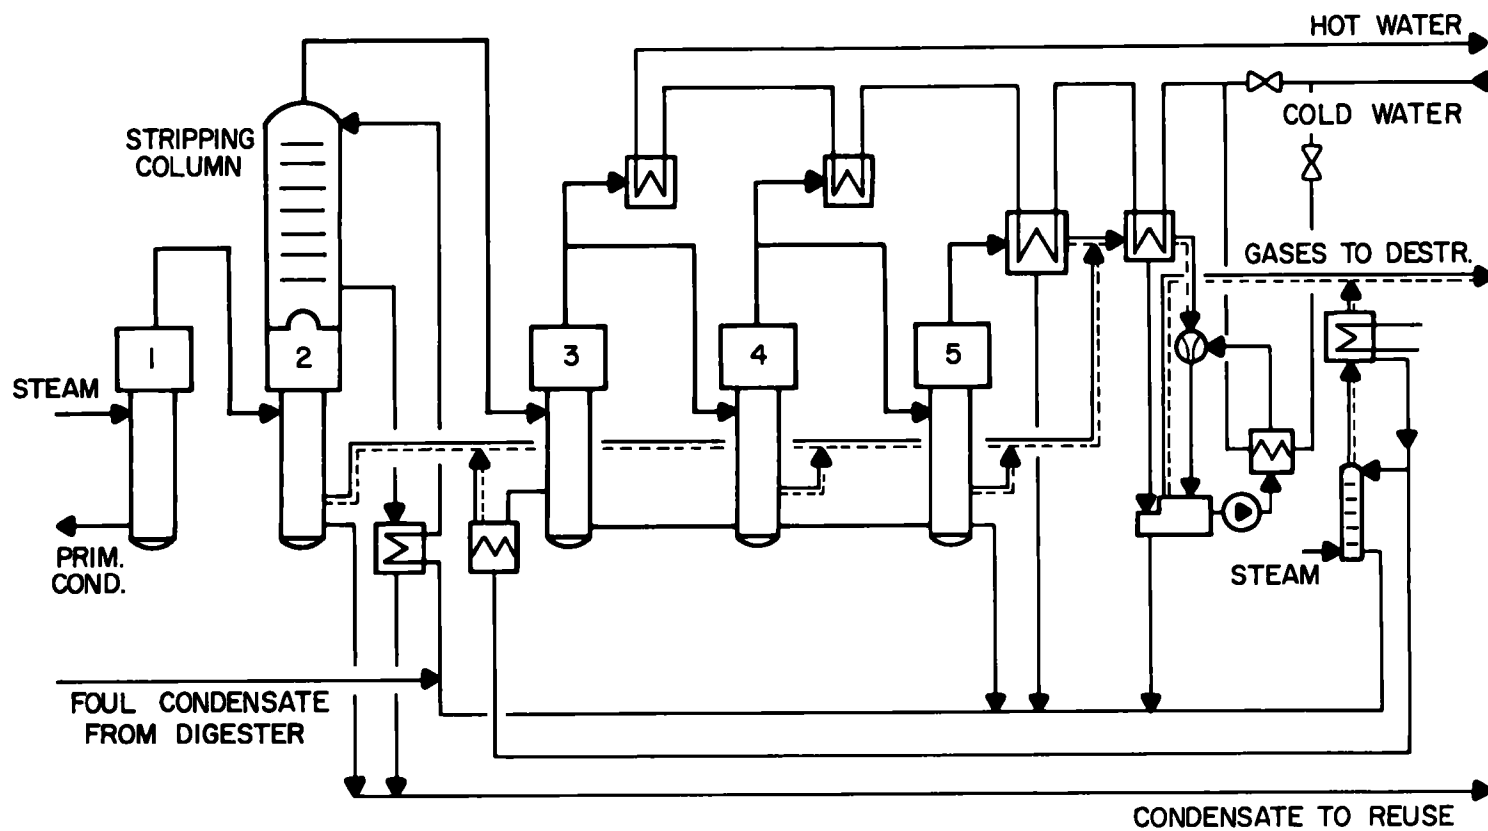 HOT WATER
COLD WATER
STRIPPING
COLUMN
GASES TO DESTR.
1
2
3
4
5
STEAM
PRIM.
COND.
STEAM
FOUL CONDENSATE
FROM DIGESTER
CONDENSATE TO REUSE